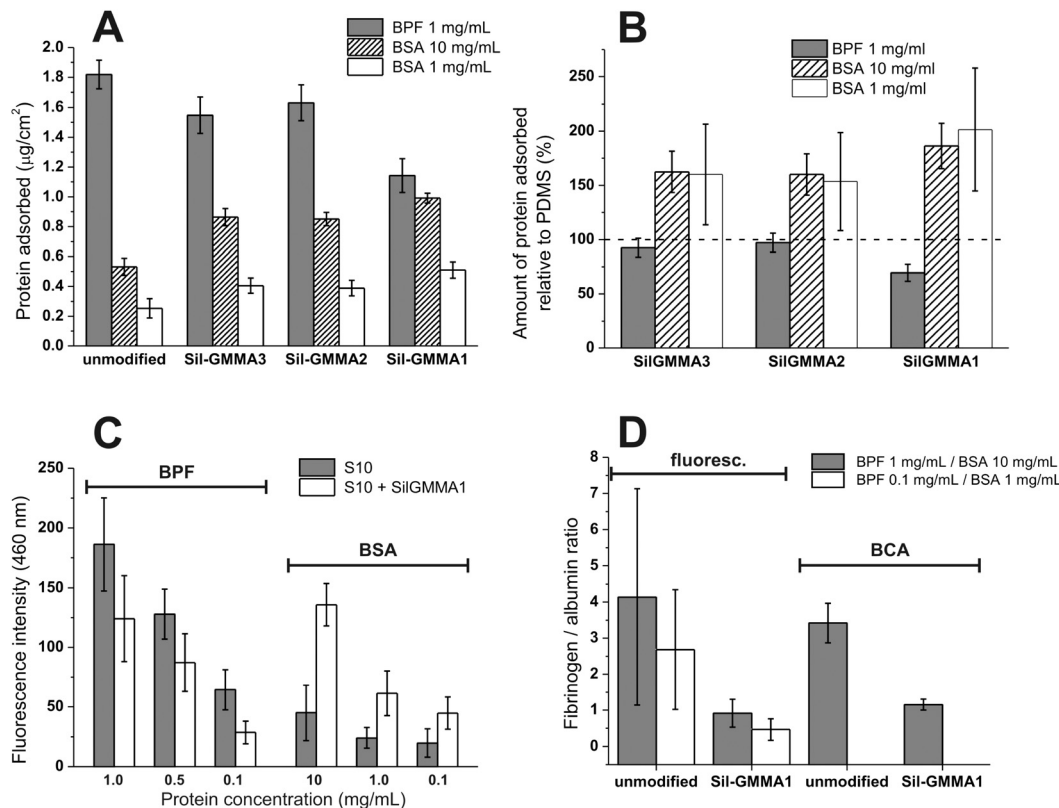 A
BPF 1 mg/mL
BSA 10 mg/mL
BSA 1 mg/mL
Protein adsorbed (μg/cm²)
2.0
1.8
1.6
1.4
1.2
1.0
0.8
0.6
0.4
0.2
0.0
unmodified Sil-GMMA3 Sil-GMMA2 Sil-GMMA1
B
BPF 1 mg/ml
BSA 10 mg/ml
BSA 1 mg/ml
Amount of protein adsorbed
relative to PDMS (%)
250
200
150
100
50
0
SilGMMA3 SilGMMA2 SilGMMA1
C
S10
S10 + SilGMMA1
BPF
BSA
Fluorescence intensity (460 nm)
250
200
150
100
50
0
1.0 0.5 0.1 10 1.0 0.1
Protein concentration (mg/mL)
D
BPF 1 mg/mL / BSA 10 mg/mL
BPF 0.1 mg/mL / BSA 1 mg/mL
fluoresc.
BCA
Fibrinogen / albumin ratio
8
7
6
5
4
3
2
1
0
unmodified Sil-GMMA1 unmodified Sil-GMMA1